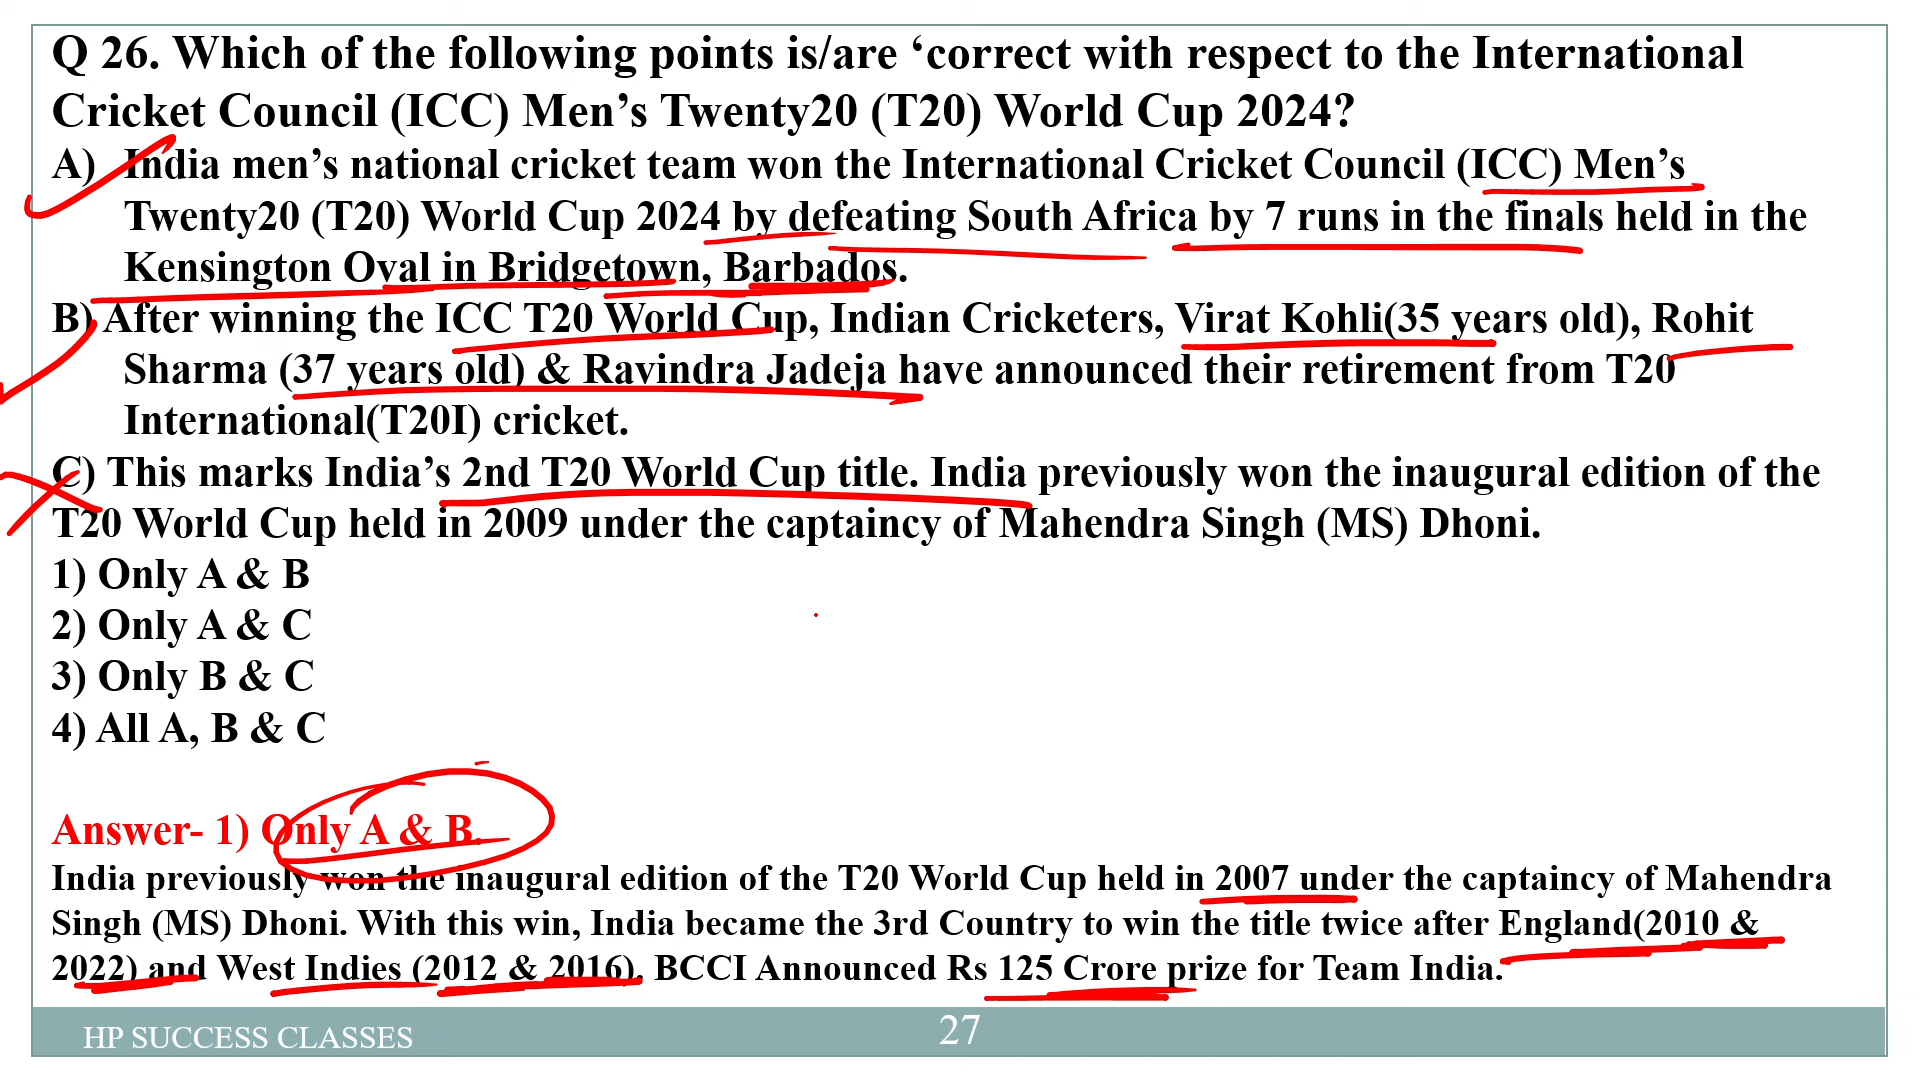 Q 26. Which of the following points is/are ‘correct with respect to the International
Cricket Council (ICC) Men’s Twenty20 (T20) World Cup 2024?
A) India men’s national cricket team won the International Cricket Council (ICC) Men’s
Twenty20 (T20) World Cup 2024 by defeating South Africa by 7 runs in the finals held in the
Kensington Oval in Bridgetown, Barbados.
B) After winning the ICC T20 World Cup, Indian Cricketers, Virat Kohli(35 years old), Rohit
Sharma (37 years old) & Ravindra Jadeja have announced their retirement from T20
International(T20I) cricket.
C) This marks India’s 2nd T20 World Cup title. India previously won the inaugural edition of the
T20 World Cup held in 2009 under the captaincy of Mahendra Singh (MS) Dhoni.
1) Only A & B
2) Only A & C
3) Only B & C
4) All A, B & C
Answer- 1) Only A & B.
India previously won the inaugural edition of the T20 World Cup held in 2007 under the captaincy of Mahendra
Singh (MS) Dhoni. With this win, India became the 3rd Country to win the title twice after England(2010 &
2022) and West Indies (2012 & 2016). BCCI Announced Rs 125 Crore prize for Team India.
HP SUCCESS CLASSES
27